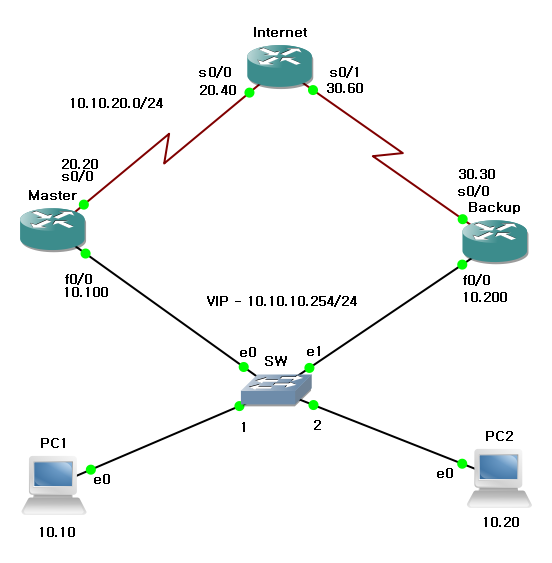 Internet
s0/0
20.40
s0/1
30.60
10.10.20.0/24
20.20
s0/0
Master
30.30
s0/0
Backup
f0/0
10.100
VIP - 10.10.10.254/24
f0/0
10.200
e0
e1
SW
1
2
PC1
e0
10.10
PC2
e0
10.20